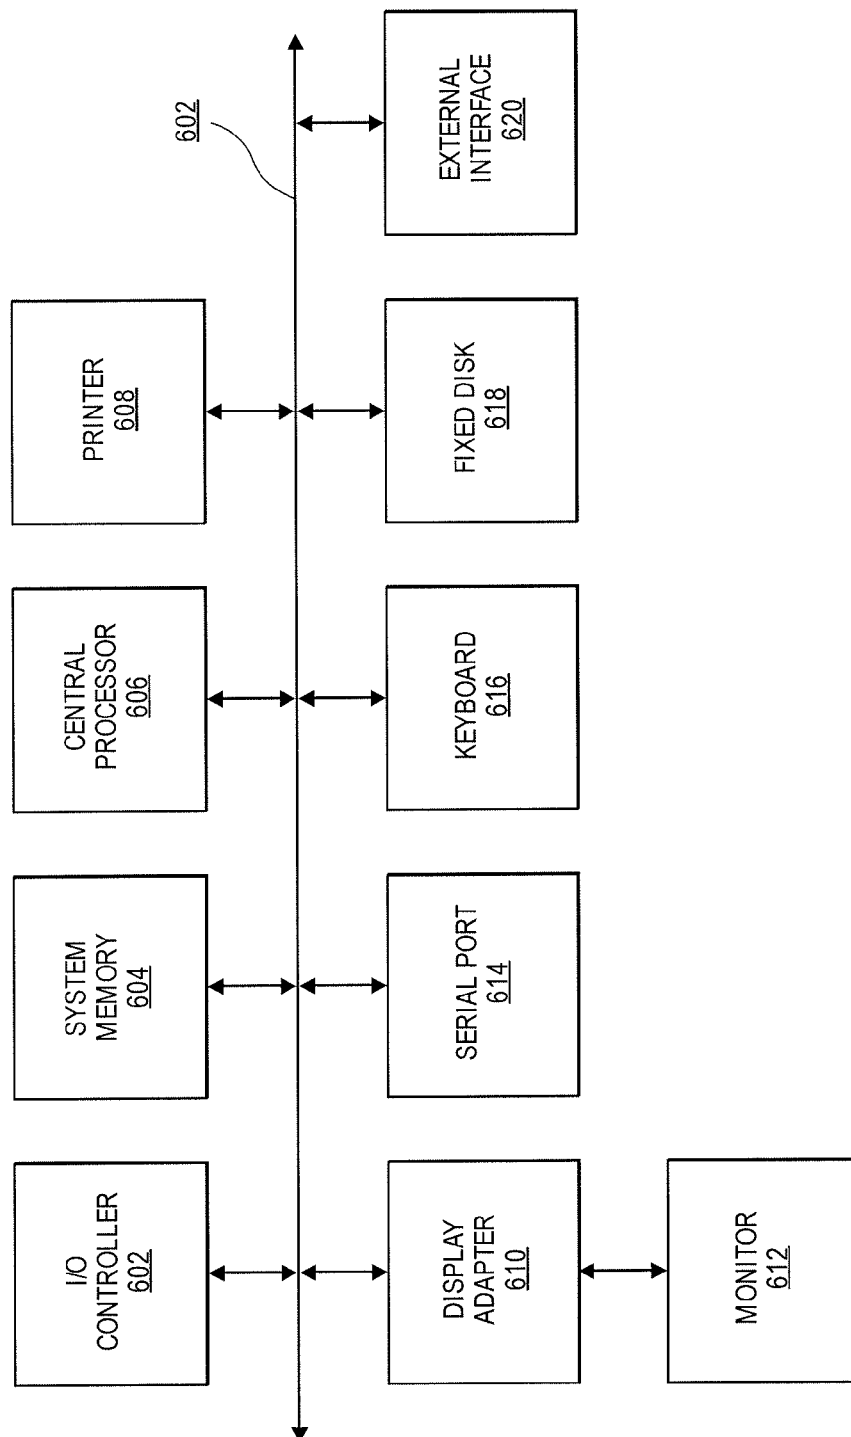 I/O
CONTROLLER
602
SYSTEM
MEMORY
604
CENTRAL
PROCESSOR
606
PRINTER
608
602
DISPLAY
ADAPTER
610
SERIAL PORT
614
KEYBOARD
616
FIXED DISK
618
EXTERNAL
INTERFACE
620
MONITOR
612